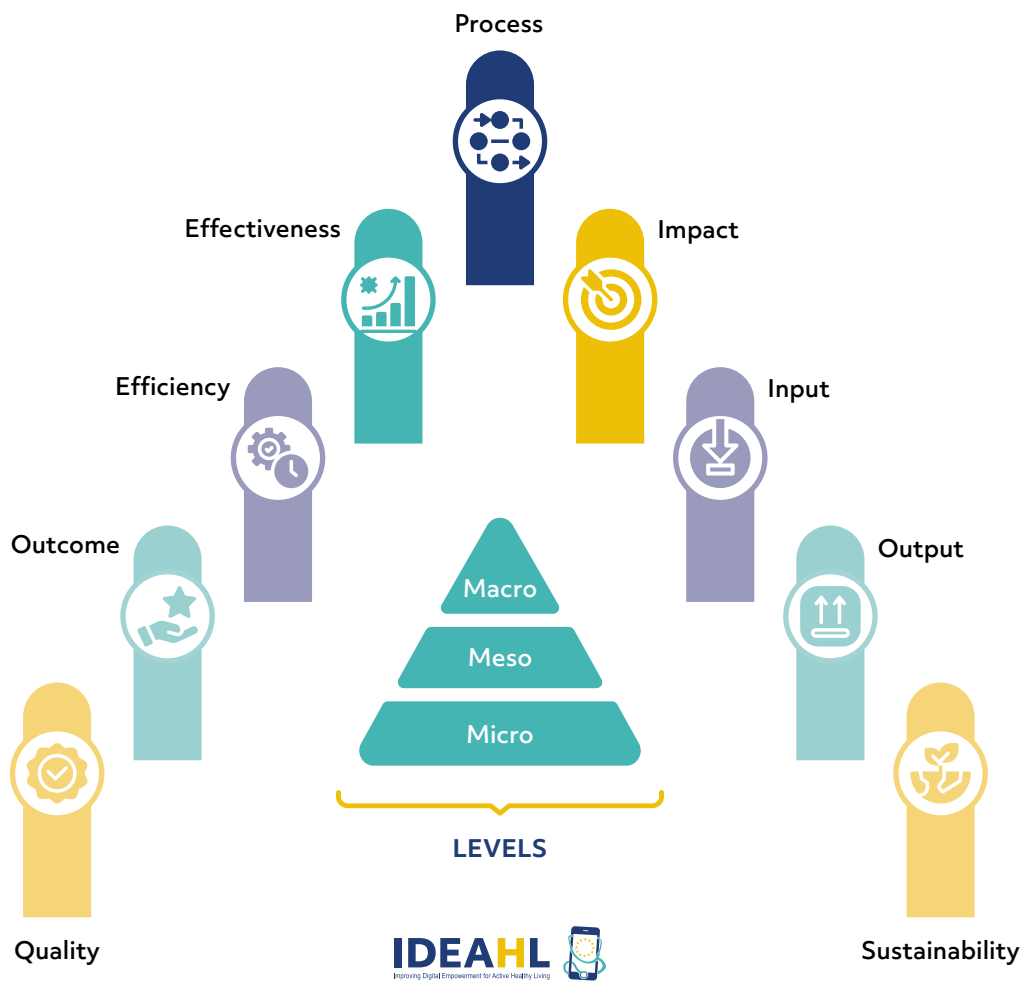 Process
Effectiveness
Impact
Efficiency
Input
Outcome
Output
Macro
Meso
Micro
LEVELS
Quality
Sustainability
IDEAHL
Improving Digital Empowerment for Active Healthy Living